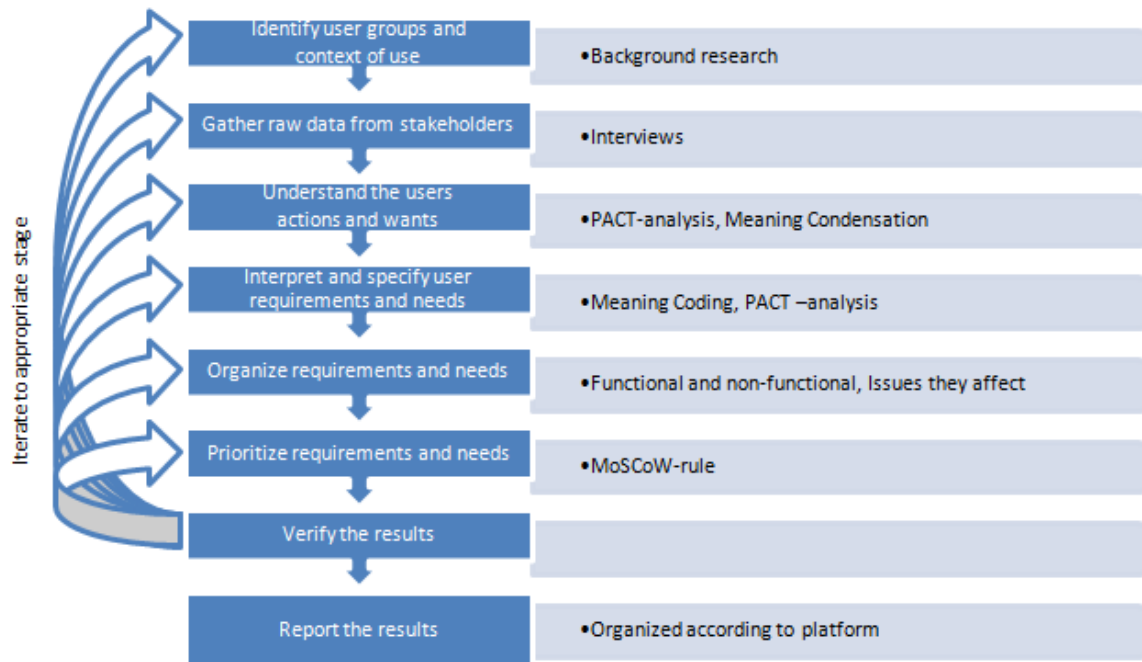 Iterate to appropriate stage
Identify user groups and
context of use
•Background research
Gather raw data from stakeholders
•Interviews
Understand the users
actions and wants
•PACT-analysis, Meaning Condensation
Interpret and specify user
requirements and needs
•Meaning Coding, PACT –analysis
Organize requirements and needs
•Functional and non-functional, Issues they affect
Prioritize requirements and needs
•MoSCoW-rule
Verify the results
Report the results
•Organized according to platform